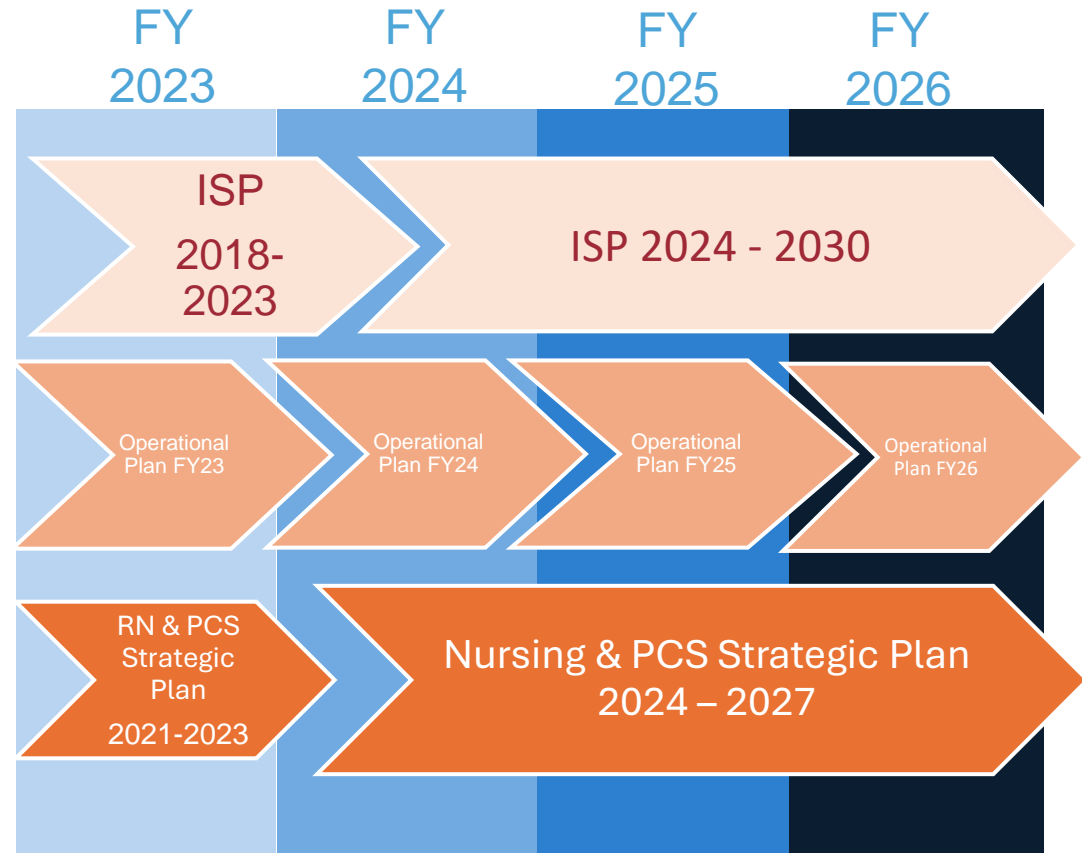 FY
2023
FY
2024
FY
2025
FY
2026
ISP
2018-
2023
ISP 2024 - 2030
Operational
Plan FY23
Operational
Plan FY24
Operational
Plan FY25
Operational
Plan FY26
RN & PCS
Strategic
Plan
2021-2023
Nursing & PCS Strategic Plan
2024 – 2027